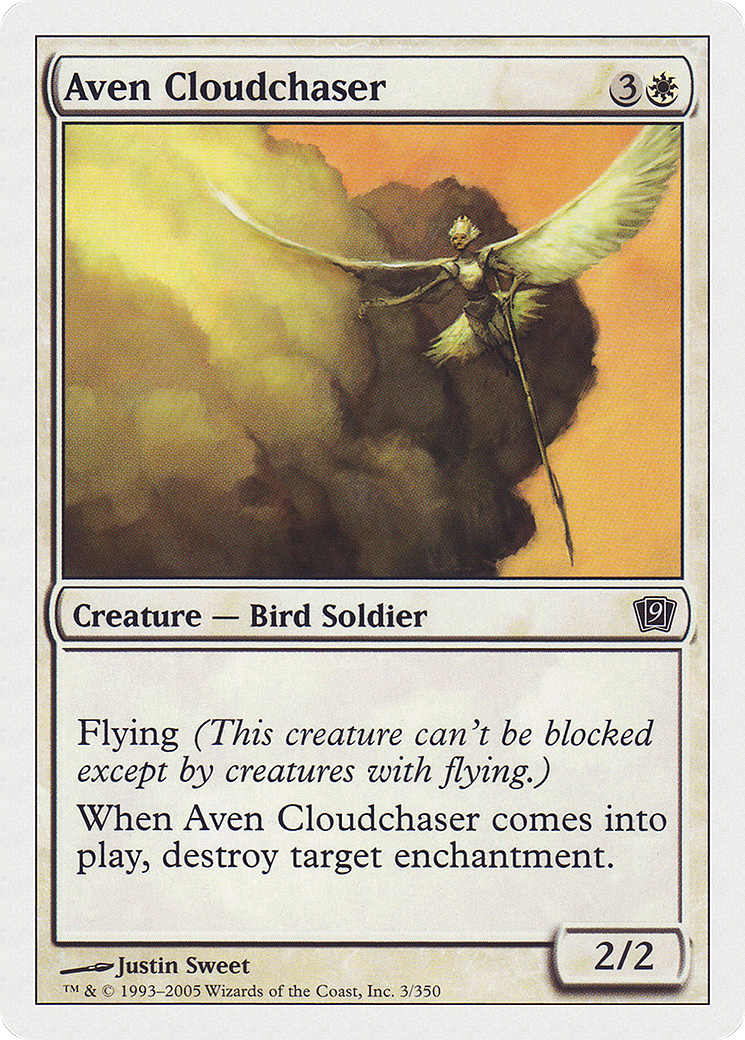 Aven Cloudchaser 3
Creature — Bird Soldier 9
Flying (This creature can't be blocked
except by creatures with flying.)
When Aven Cloudchaser comes into
play, destroy target enchantment.
2/2
Justin Sweet
™ & © 1993–2005 Wizards of the Coast, Inc. 3/350